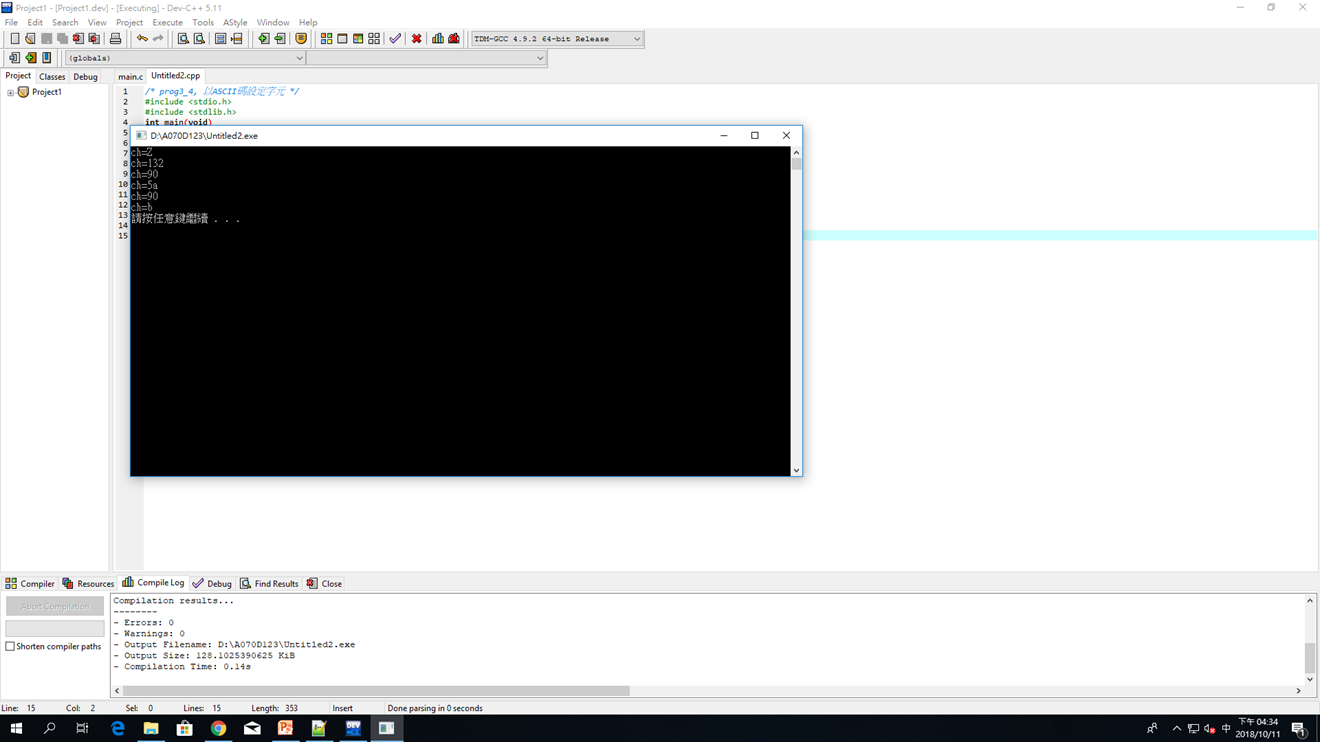 Project1 - [Project1.dev] - [Executing] - Dev-C++ 5.11
File Edit Search View Project Execute Tools AStyle Window Help
TDM-GCC 4.9.2 64-bit Release
(globals)
Project Classes Debug main.c Untitled2.cpp
Project1
1 /* prog3_4, 以ASCII碼設定字元 */
2 #include <stdio.h>
3 #include <stdlib.h>
4 int main(void)
5
6
7
8
9
10
11
12
13
14
15
D:\A070D123\Untitled2.exe
ch=Z
ch=132
ch=90
ch=5a
ch=90
ch=b
請按任意鍵繼續 . . .
Compiler Resources Compile Log Debug Find Results Close
Abort Compilation
Shorten compiler paths
Compilation results...
--------
- Errors: 0
- Warnings: 0
- Output Filename: D:\A070D123\Untitled2.exe
- Output Size: 128.1025390625 KiB
- Compilation Time: 0.14s
Line: 15 Col: 2 Sel: 0 Lines: 15 Length: 353 Insert Done parsing in 0 seconds
中
下午 04:34
2018/10/11
1